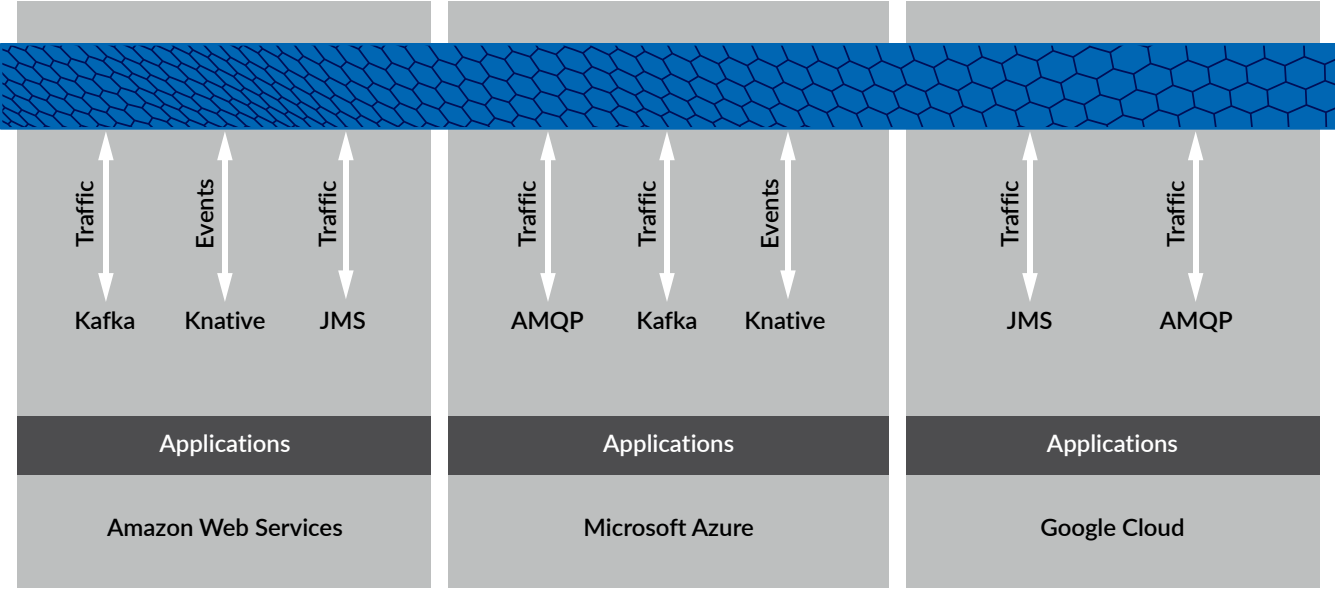 Traffic
Events
Traffic
Traffic
Traffic
Events
Traffic
Traffic
Kafka
Knative
JMS
AMQP
Kafka
Knative
JMS
AMQP
Applications
Applications
Applications
Amazon Web Services
Microsoft Azure
Google Cloud